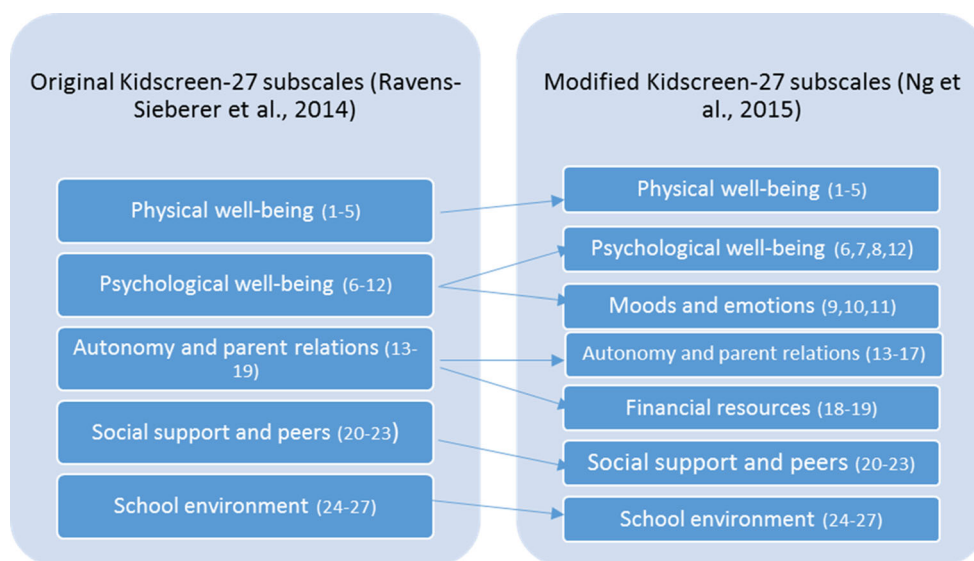 Original Kidscreen-27 subscales (Ravens-
Sieberer et al., 2014)
Physical well-being (1-5)
Psychological well-being (6-12)
Autonomy and parent relations (13-
19)
Social support and peers (20-23)
School environment (24-27)
Modified Kidscreen-27 subscales (Ng et
al., 2015)
Physical well-being (1-5)
Psychological well-being (6,7,8,12)
Moods and emotions (9,10,11)
Autonomy and parent relations (13-17)
Financial resources (18-19)
Social support and peers (20-23)
School environment (24-27)